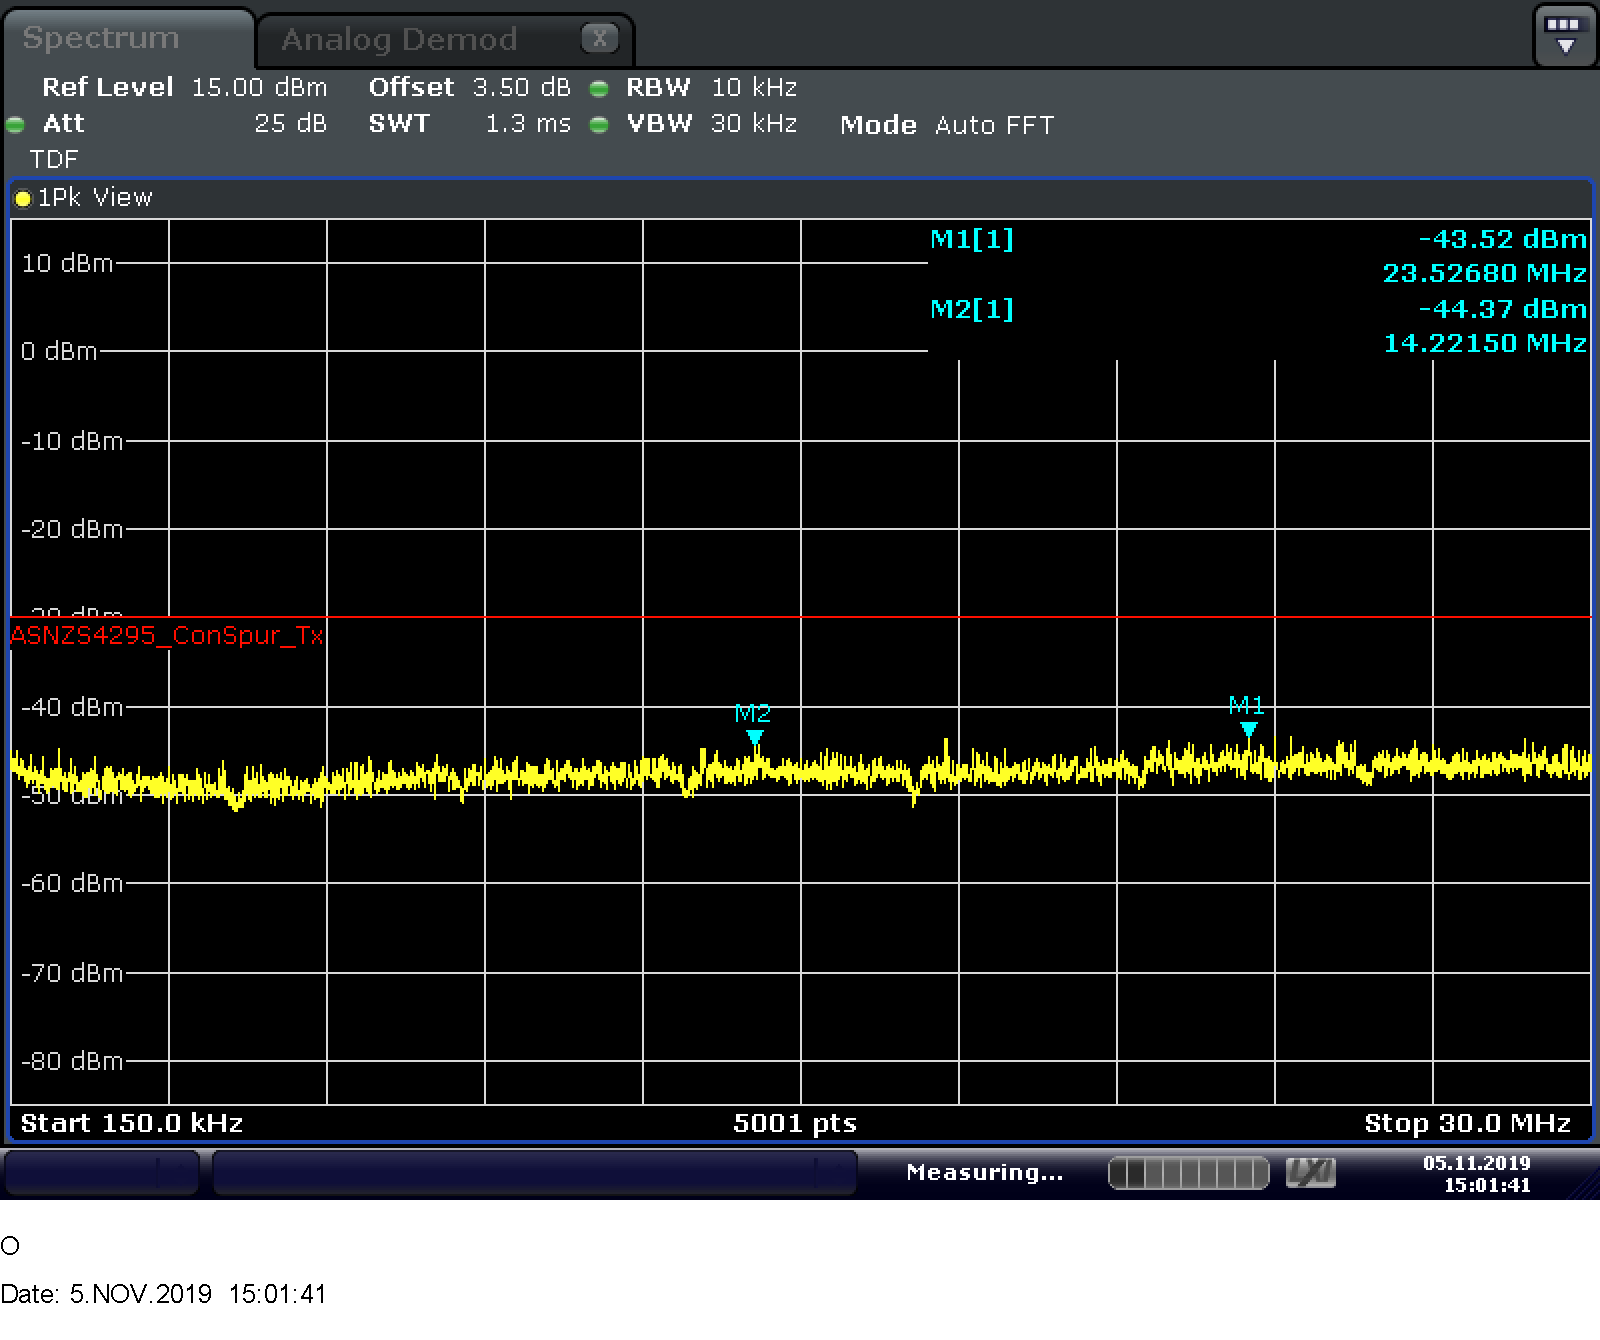 Spectrum
Analog Demod X
Ref Level 15.00 dBm Offset 3.50 dB RBW 10 kHz
Att 25 dB SWT 1.3 ms VBW 30 kHz Mode Auto FFT
TDF
1Pk View
M1[1] -43.52 dBm
23.52680 MHz
M2[1] -44.37 dBm
14.22150 MHz
10 dBm
0 dBm
-10 dBm
-20 dBm
-30 dBm
ASNZS4295_ConSpur_Tx
-40 dBm
M2
M1
-50 dBm
-60 dBm
-70 dBm
-80 dBm
Start 150.0 kHz 5001 pts Stop 30.0 MHz
Measuring... LXI 05.11.2019
15:01:41
O
Date: 5.NOV.2019 15:01:41